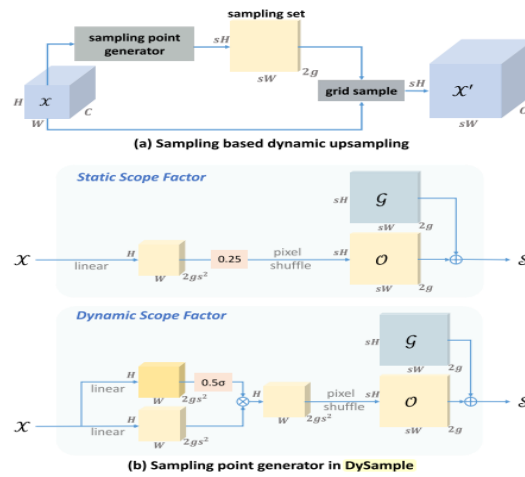 sampling set
sampling point
generator
sH
sW
2g
H
X
W
C
grid sample
sH
X′
sW
C
(a) Sampling based dynamic upsampling
Static Scope Factor
sH
G
sW
2g
X
linear
H
W
2gs²
0.25
pixel
shuffle
sH
O
sW
2g
S
Dynamic Scope Factor
sH
G
sW
2g
X
linear
H
W
2gs²
0.5σ
linear
H
W
2gs²
H
W
2gs²
pixel
shuffle
sH
O
sW
2g
S
(b) Sampling point generator in DySample